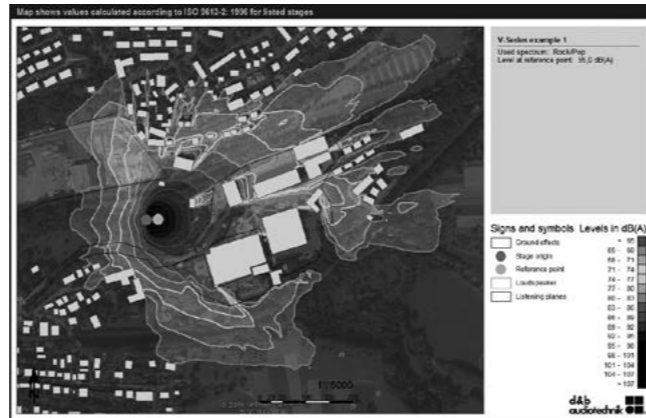 Map shows values calculated according to ISO 9613-2: 1996 for listed stages
V-Series example 1
Used spectrum: Rock/Pop
Level at reference point: 95,0 dB(A)
Signs and symbols
Levels in dB(A)
Ground effects
Stage origin
Reference point
Loudspeaker
Listening planes
65 - 68
68 - 71
71 - 74
74 - 77
77 - 80
80 - 83
83 - 86
86 - 89
89 - 92
92 - 95
95 - 98
98 - 101
101 - 104
104 - 107
> 107
1:5000
d&b
audiotechnik